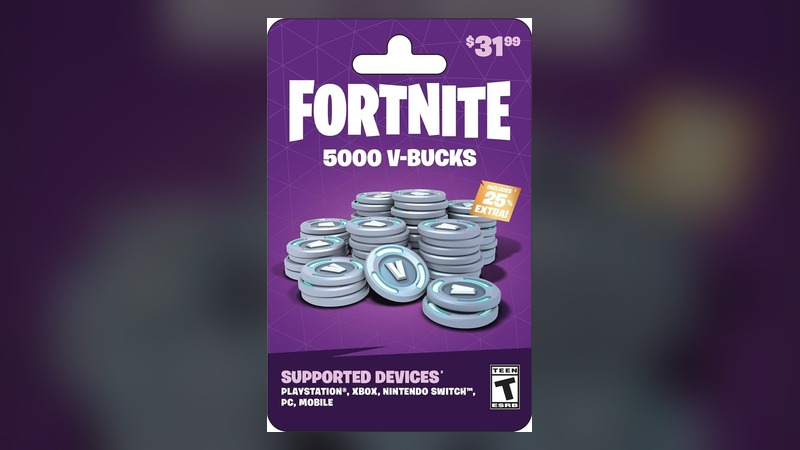 $31.99
FORTNITE
5000 V-BUCKS
INCLUDES
25%
EXTRA!
V
SUPPORTED DEVICES*
PLAYSTATION®, XBOX, NINTENDO SWITCH™,
PC, MOBILE
TEEN
T
ESRB